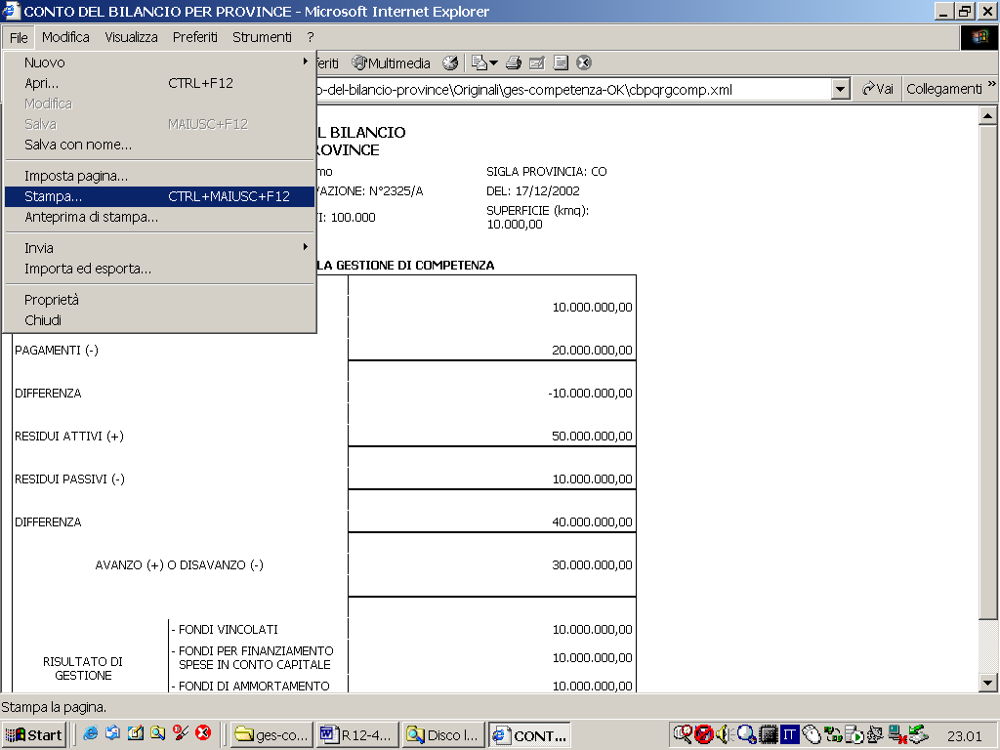 CONTO DEL BILANCIO PER PROVINCE - Microsoft Internet Explorer
File Modifica Visualizza Preferiti Strumenti ?
Nuovo
Apri... CTRL+F12
Modifica
Salva MAIUSC+F12
Salva con nome...
Imposta pagina...
Stampa... CTRL+MAIUSC+F12
Anteprima di stampa...
Invia
Importa ed esporta...
Proprietà
Chiudi
feriti Multimedia
o-del-bilancio-province\Originali\ges-competenza-OK\cbpqrgcomp.xml Vai Collegamenti »
L BILANCIO
ROVINCE
mo SIGLA PROVINCIA: CO
VAZIONE: N°2325/A DEL: 17/12/2002
TI: 100.000 SUPERFICIE (kmq):
10.000,00
LA GESTIONE DI COMPETENZA
10.000.000,00
PAGAMENTI (-) 20.000.000,00
DIFFERENZA -10.000.000,00
RESIDUI ATTIVI (+) 50.000.000,00
RESIDUI PASSIVI (-) 10.000.000,00
DIFFERENZA 40.000.000,00
AVANZO (+) O DISAVANZO (-) 30.000.000,00
RISULTATO DI
GESTIONE
- FONDI VINCOLATI 10.000.000,00
- FONDI PER FINANZIAMENTO
SPESE IN CONTO CAPITALE 10.000.000,00
- FONDI DI AMMORTAMENTO 10.000.000,00
Stampa la pagina.
Start ges-co... R12-4... Disco l... CONT... IT 23.01